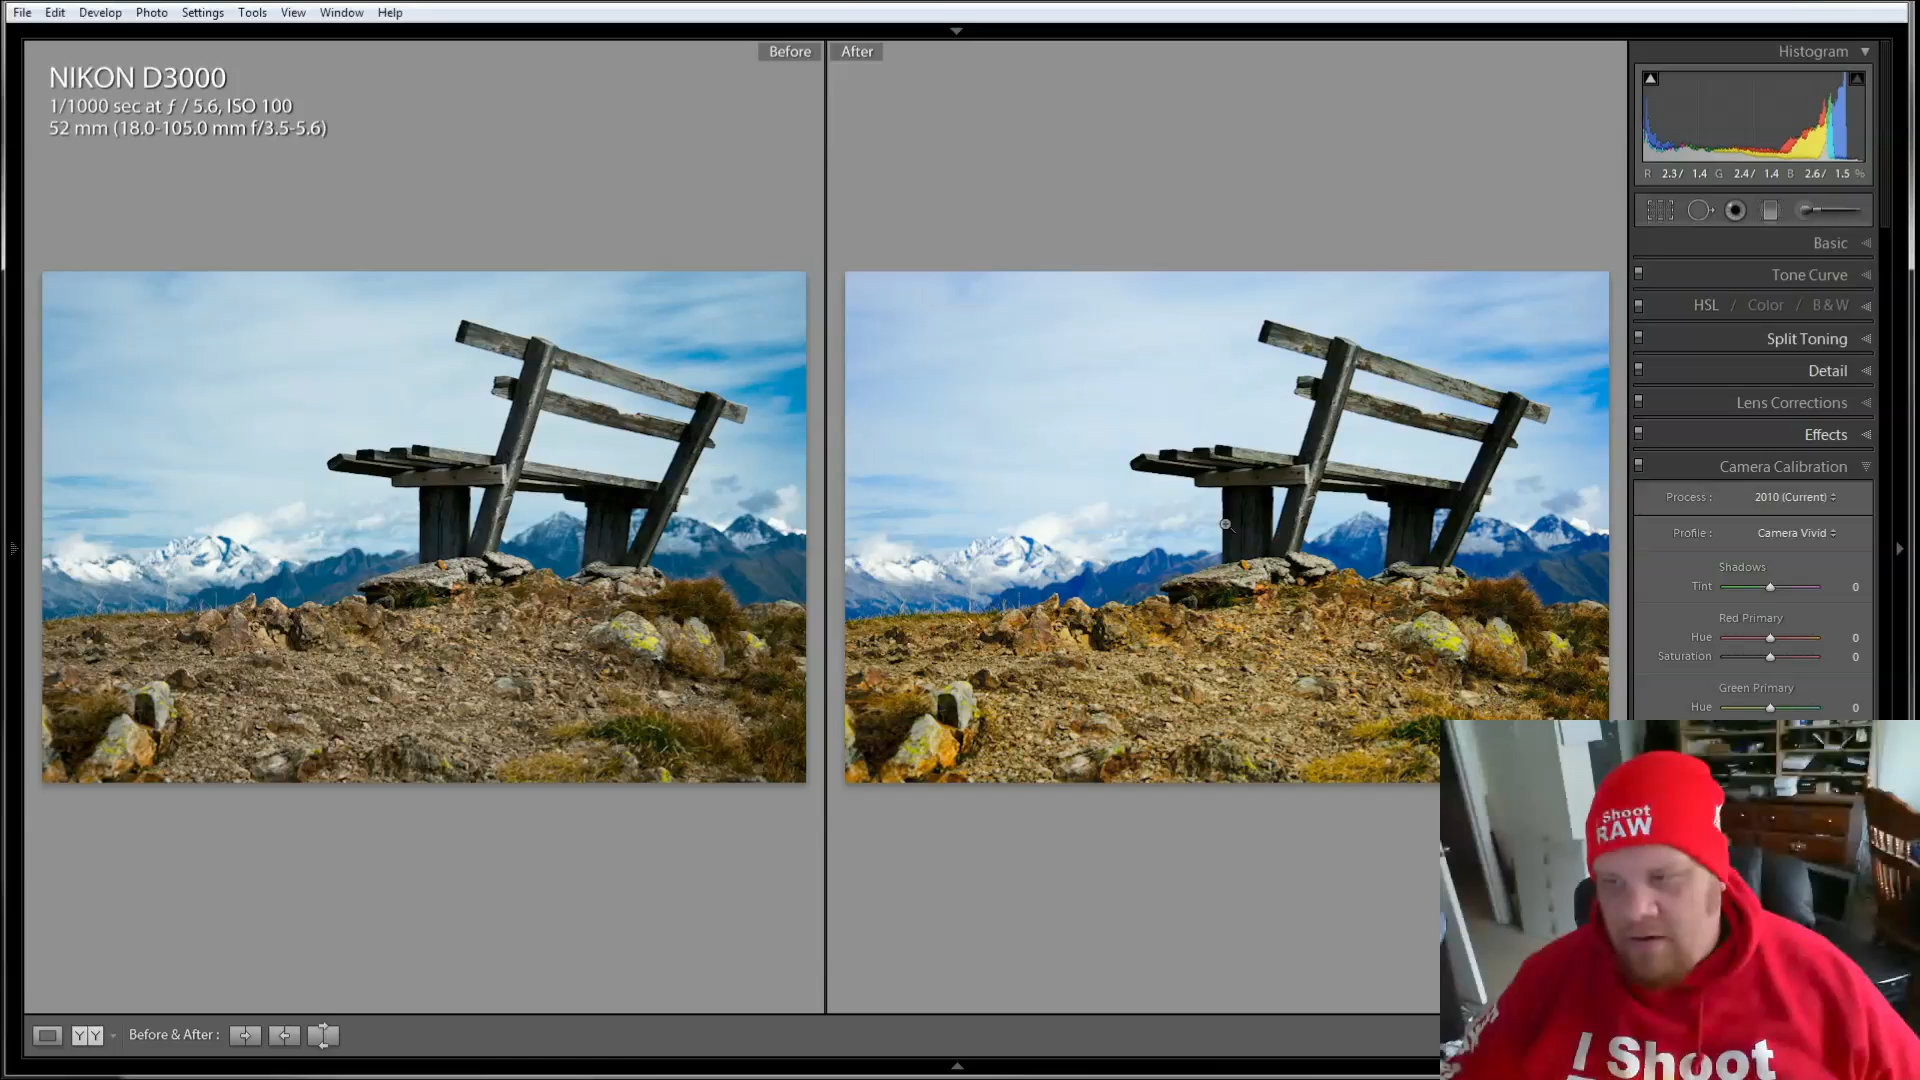 File Edit Develop Photo Settings Tools View Window Help
Before
After
NIKON D3000
1/1000 sec at ƒ / 5.6, ISO 100
52 mm (18.0-105.0 mm f/3.5-5.6)
Histogram
R 2.3 / 1.4 G 2.4 / 1.4 B 2.6 / 1.5 %
Basic
Tone Curve
HSL / Color / B & W
Split Toning
Detail
Lens Corrections
Effects
Camera Calibration
Process : 2010 (Current)
Profile : Camera Vivid
Shadows
Tint 0
Red Primary
Hue 0
Saturation 0
Green Primary
Hue 0
I Shoot
RAW
I Shoot
Y Y Before & After :